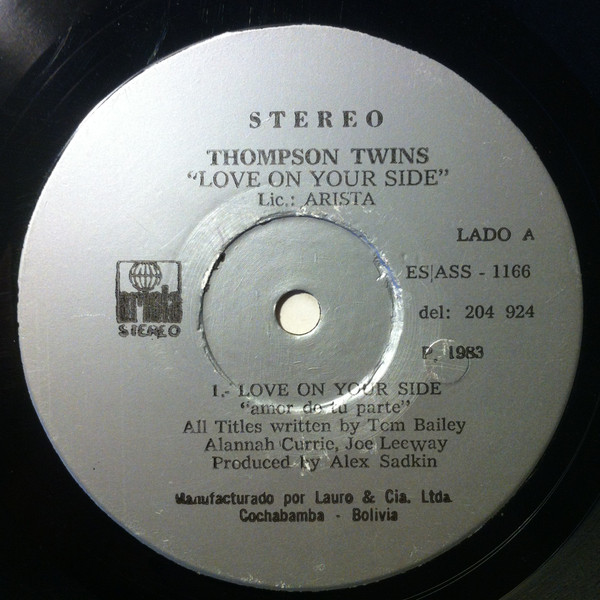 STEREO
THOMPSON TWINS
"LOVE ON YOUR SIDE"
Lic.: ARISTA
LADO A
ES/ASS - 1166
del: 204 924
P. 1983
ariola
STEREO
1.- LOVE ON YOUR SIDE
"amor do tu parte"
All Titles written by Tom Bailey
Alannah Currie, Joe Leeway
Produced by Alex Sadkin
Manufacturado por Lauro & Cia. Ltda.
Cochabamba - Bolivia